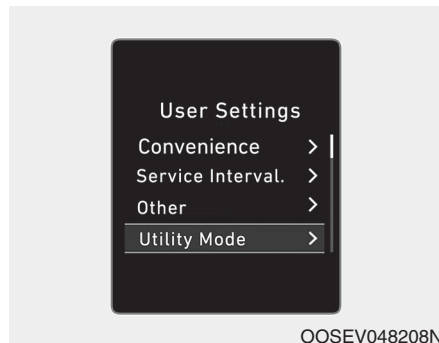 User Settings
Convenience >
Service Interval. >
Other >
Utility Mode >
OOSEV048208N